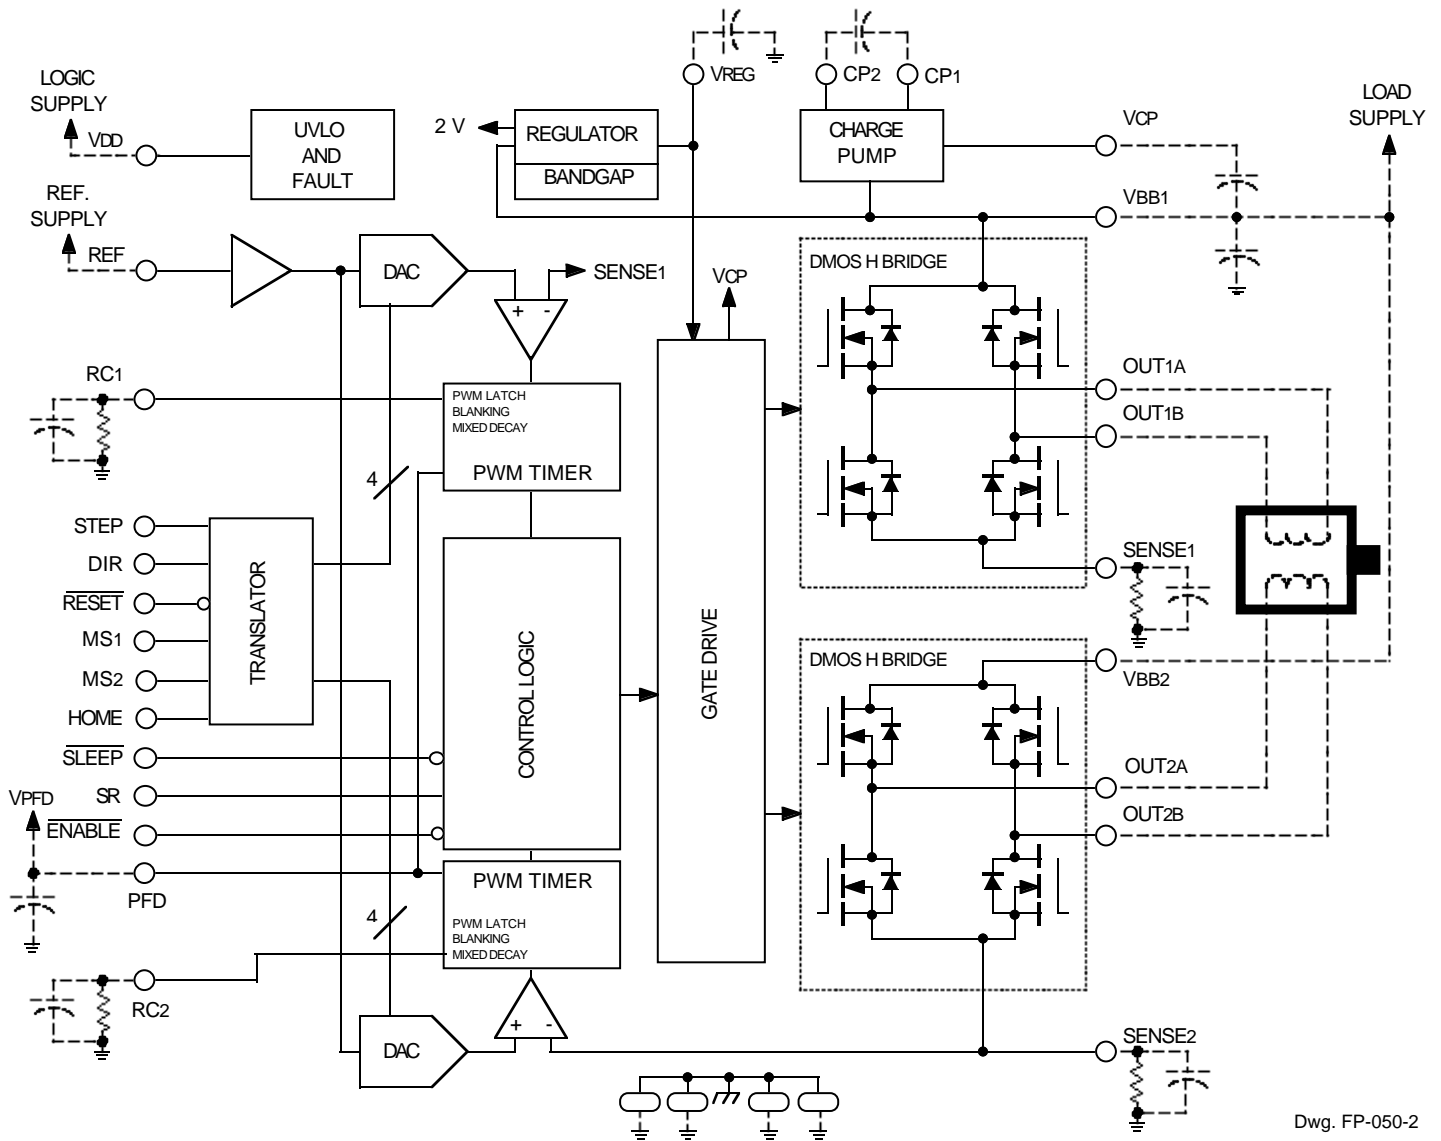 LOGIC
SUPPLY
VDD
UVLO
AND
FAULT
REF.
SUPPLY
REF
2 V
REGULATOR
BANDGAP
VREG
CP2
CP1
CHARGE
PUMP
VCP
LOAD
SUPPLY
VBB1
DAC
SENSE1
+ -
VCP
DMOS H BRIDGE
RC1
PWM LATCH
BLANKING
MIXED DECAY
PWM TIMER
4
OUT1A
OUT1B
SENSE1
STEP
DIR
RESET
MS1
MS2
HOME
SLEEP
SR
ENABLE
VPFD
PFD
TRANSLATOR
CONTROL LOGIC
GATE DRIVE
DMOS H BRIDGE
VBB2
OUT2A
OUT2B
4
PWM TIMER
PWM LATCH
BLANKING
MIXED DECAY
RC2
DAC
+ -
SENSE2
Dwg. FP-050-2